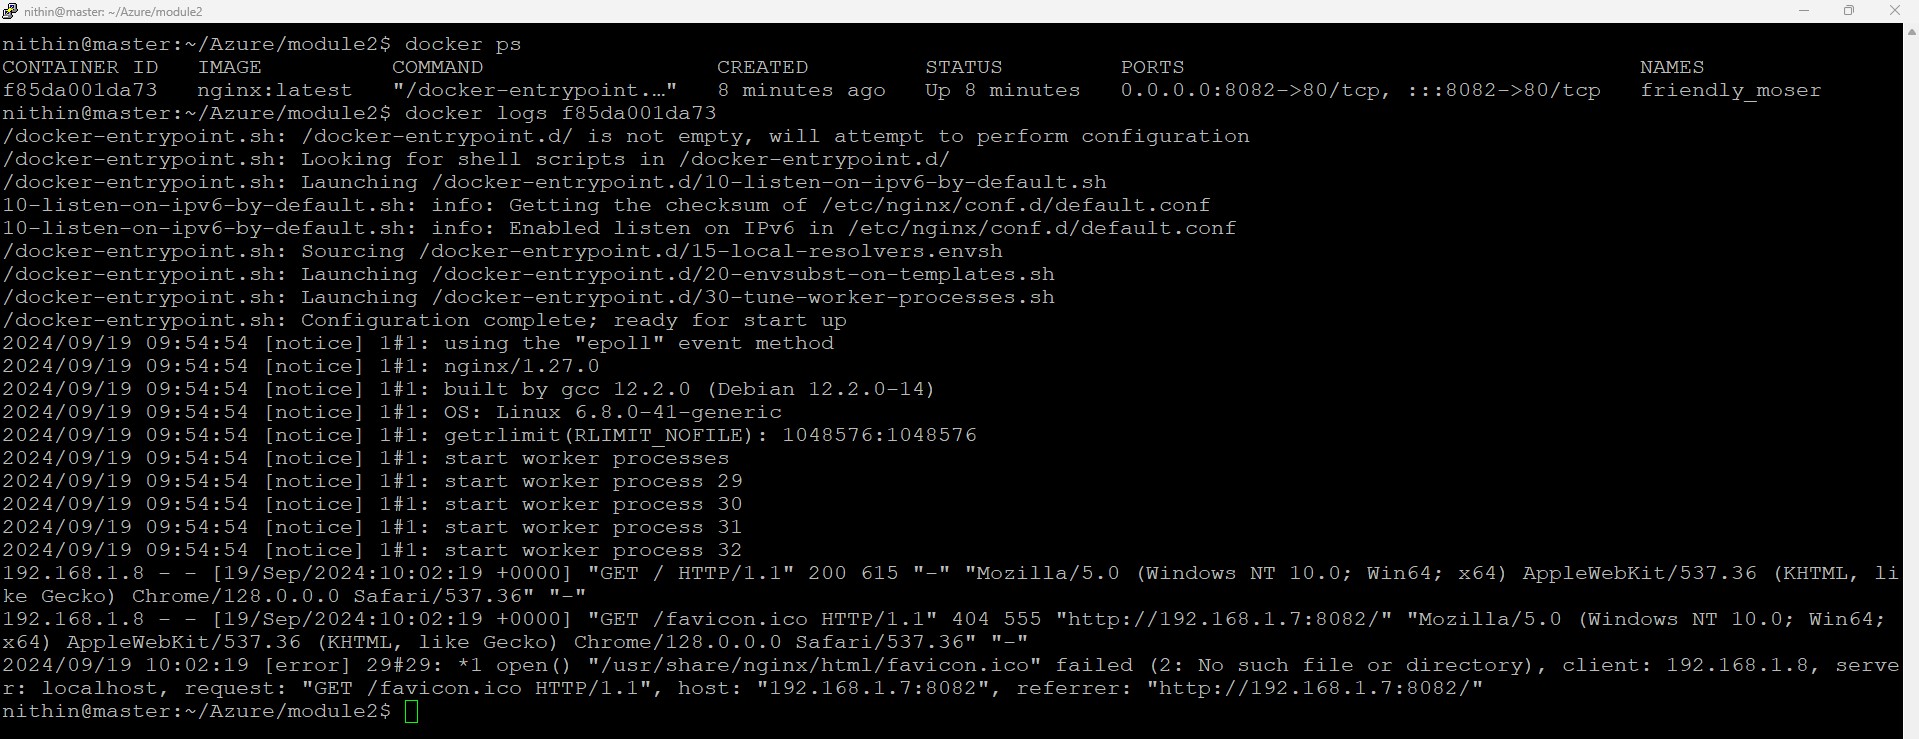 nithin@master: ~/Azure/module2
nithin@master:~/Azure/module2$ docker ps
CONTAINER ID   IMAGE          COMMAND                  CREATED         STATUS         PORTS                                   NAMES
f85da001da73   nginx:latest   "/docker-entrypoint.…"   8 minutes ago   Up 8 minutes   0.0.0.0:8082->80/tcp, :::8082->80/tcp   friendly_moser
nithin@master:~/Azure/module2$ docker logs f85da001da73
/docker-entrypoint.sh: /docker-entrypoint.d/ is not empty, will attempt to perform configuration
/docker-entrypoint.sh: Looking for shell scripts in /docker-entrypoint.d/
/docker-entrypoint.sh: Launching /docker-entrypoint.d/10-listen-on-ipv6-by-default.sh
10-listen-on-ipv6-by-default.sh: info: Getting the checksum of /etc/nginx/conf.d/default.conf
10-listen-on-ipv6-by-default.sh: info: Enabled listen on IPv6 in /etc/nginx/conf.d/default.conf
/docker-entrypoint.sh: Sourcing /docker-entrypoint.d/15-local-resolvers.envsh
/docker-entrypoint.sh: Launching /docker-entrypoint.d/20-envsubst-on-templates.sh
/docker-entrypoint.sh: Launching /docker-entrypoint.d/30-tune-worker-processes.sh
/docker-entrypoint.sh: Configuration complete; ready for start up
2024/09/19 09:54:54 [notice] 1#1: using the "epoll" event method
2024/09/19 09:54:54 [notice] 1#1: nginx/1.27.0
2024/09/19 09:54:54 [notice] 1#1: built by gcc 12.2.0 (Debian 12.2.0-14)
2024/09/19 09:54:54 [notice] 1#1: OS: Linux 6.8.0-41-generic
2024/09/19 09:54:54 [notice] 1#1: getrlimit(RLIMIT_NOFILE): 1048576:1048576
2024/09/19 09:54:54 [notice] 1#1: start worker processes
2024/09/19 09:54:54 [notice] 1#1: start worker process 29
2024/09/19 09:54:54 [notice] 1#1: start worker process 30
2024/09/19 09:54:54 [notice] 1#1: start worker process 31
2024/09/19 09:54:54 [notice] 1#1: start worker process 32
192.168.1.8 - - [19/Sep/2024:10:02:19 +0000] "GET / HTTP/1.1" 200 615 "-" "Mozilla/5.0 (Windows NT 10.0; Win64; x64) AppleWebKit/537.36 (KHTML, li
ke Gecko) Chrome/128.0.0.0 Safari/537.36" "-"
192.168.1.8 - - [19/Sep/2024:10:02:19 +0000] "GET /favicon.ico HTTP/1.1" 404 555 "http://192.168.1.7:8082/" "Mozilla/5.0 (Windows NT 10.0; Win64; 
x64) AppleWebKit/537.36 (KHTML, like Gecko) Chrome/128.0.0.0 Safari/537.36" "-"
2024/09/19 10:02:19 [error] 29#29: *1 open() "/usr/share/nginx/html/favicon.ico" failed (2: No such file or directory), client: 192.168.1.8, serve
r: localhost, request: "GET /favicon.ico HTTP/1.1", host: "192.168.1.7:8082", referrer: "http://192.168.1.7:8082/"
nithin@master:~/Azure/module2$